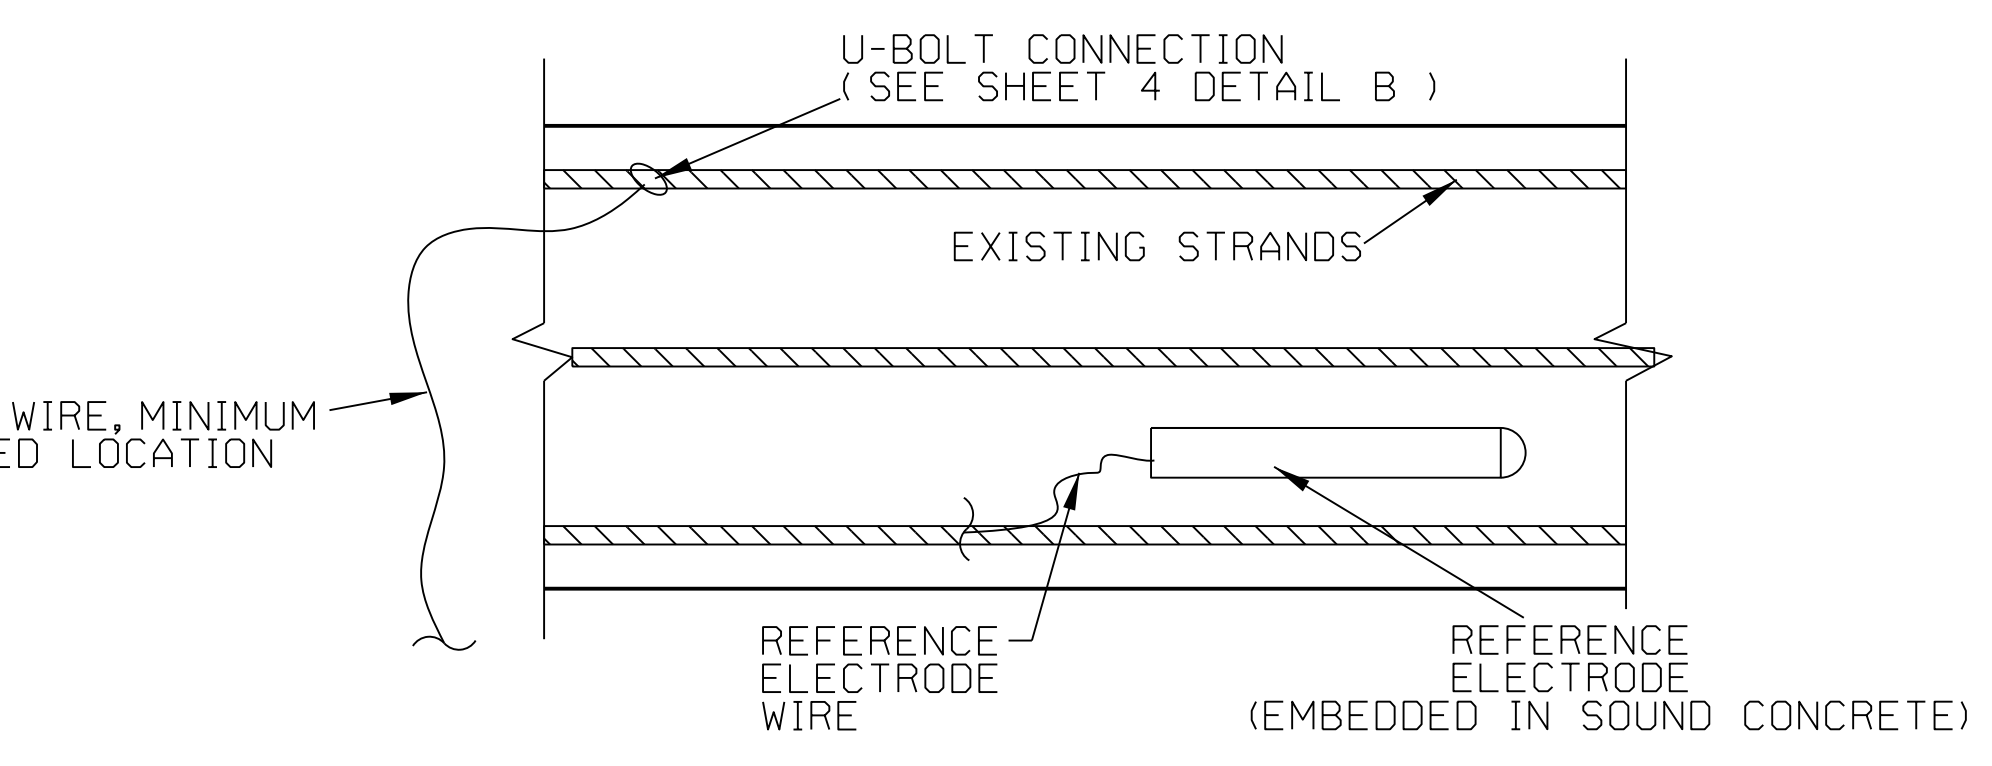 U-BOLT CONNECTION
( SEE SHEET 4 DETAIL B )
EXISTING STRANDS
WIRE, MINIMUM
ED LOCATION
REFERENCE
ELECTRODE
WIRE
REFERENCE
ELECTRODE
(EMBEDDED IN SOUND CONCRETE)